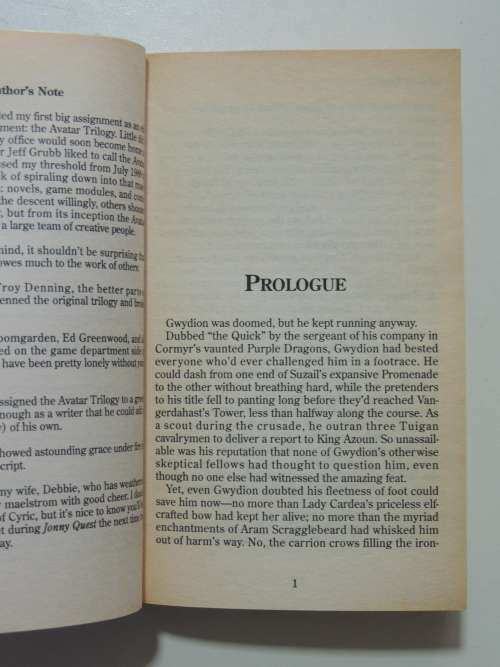 thor's Note
ed my first big assignment as an
ment: the Avatar Trilogy. Little
y office would soon become
r Jeff Grubb liked to call the
sed my threshold from July
k of spiraling down into that
: novels, game modules, and
the descent willingly, others
, but from its inception the
a large team of creative people.
ind, it shouldn't be surprising
owes much to the work of others.
roy Denning, the better part
enned the original trilogy and
omgarden, Ed Greenwood, and
ed on the game department side
have been pretty lonely without
ssigned the Avatar Trilogy to a
nough as a writer that he could
) of his own.
howed astounding grace under
cript.
my wife, Debbie, who has
r maelstrom with good cheer. I
of Cyric, but it's nice to know
t during Jonny Quest the next
ay.
PROLOGUE
Gwydion was doomed, but he kept running anyway.
Dubbed "the Quick" by the sergeant of his company in
Cormyr's vaunted Purple Dragons, Gwydion had bested
everyone who'd ever challenged him in a footrace. He
could dash from one end of Suzail's expansive Promenade
to the other without breathing hard, while the pretenders
to his title fell to panting long before they'd reached Van-
gerdahast's Tower, less than halfway along the course. As
a scout during the crusade, he outran three Tuigan
cavalrymen to deliver a report to King Azoun. So unassail-
able was his reputation that none of Gwydion's otherwise
skeptical fellows had thought to question him, even
though no one else had witnessed the amazing feat.
Yet, even Gwydion doubted his fleetness of foot could
save him now—no more than Lady Cardea's priceless elf-
crafted bow had kept her alive; no more than the myriad
enchantments of Aram Scragglebeard had whisked him
out of harm's way. No, the carrion crows filling the iron-
1